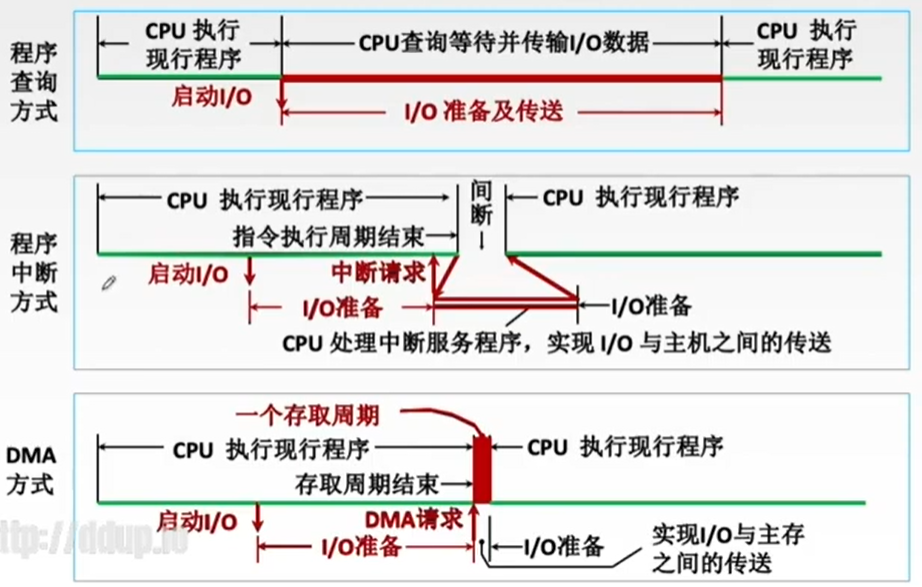 程序
查询
方式
CPU 执行
现行程序
CPU查询等待并传输I/O数据
CPU 执行
现行程序
启动I/O
I/O 准备及传送
程序
中断
方式
CPU 执行现行程序
间
断
CPU 执行现行程序
指令执行周期结束
启动I/O
中断请求
I/O准备
I/O准备
CPU 处理中断服务程序，实现 I/O 与主机之间的传送
DMA
方式
一个存取周期
CPU 执行现行程序
CPU 执行现行程序
存取周期结束
启动I/O
DMA请求
I/O准备
I/O准备
实现I/O与主存
之间的传送